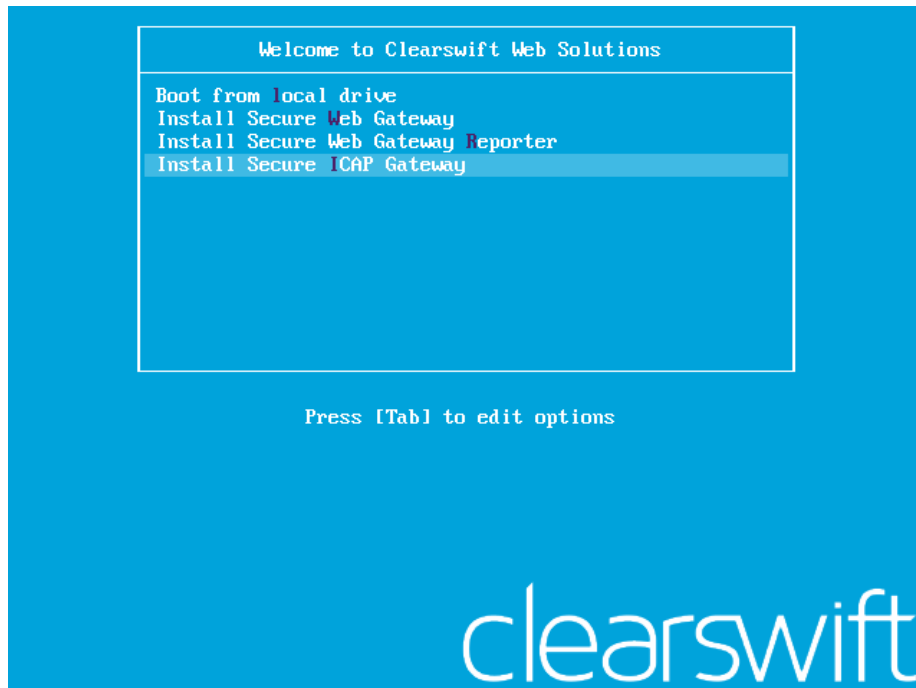 Welcome to Clearswift Web Solutions
Boot from local drive
Install Secure Web Gateway
Install Secure Web Gateway Reporter
Install Secure ICAP Gateway
Press [Tab] to edit options
clearswift